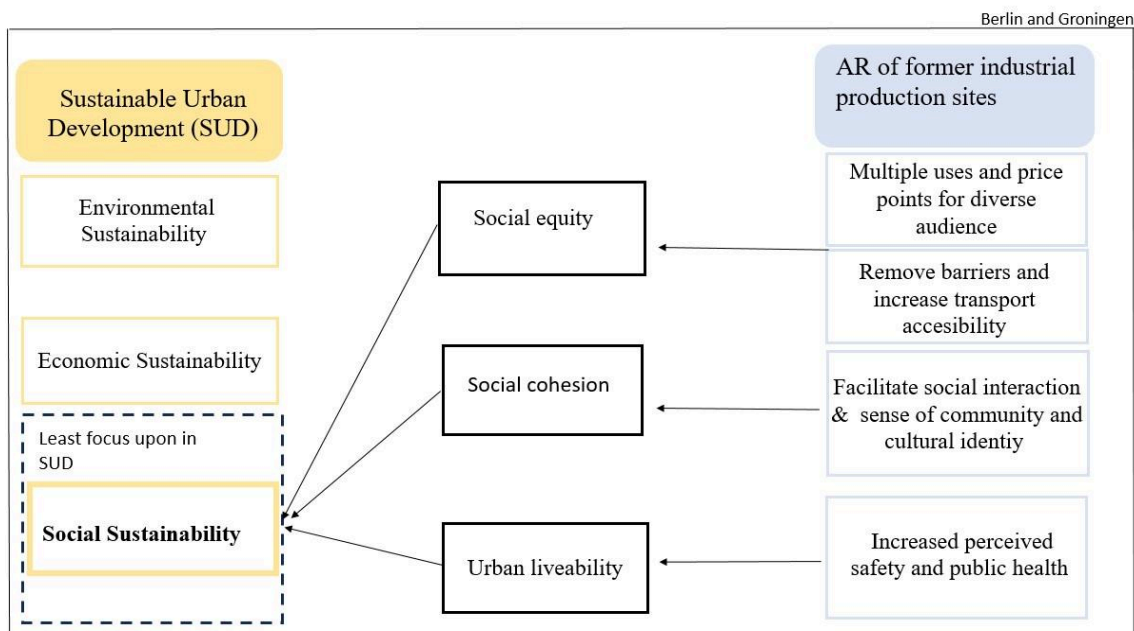 Berlin and Groningen
Sustainable Urban
Development (SUD)
Environmental
Sustainability
Economic Sustainability
Least focus upon in
SUD
Social Sustainability
Social equity
Social cohesion
Urban liveability
AR of former industrial
production sites
Multiple uses and price
points for diverse
audience
Remove barriers and
increase transport
accesibility
Facilitate social interaction
& sense of community and
cultural identiy
Increased perceived
safety and public health